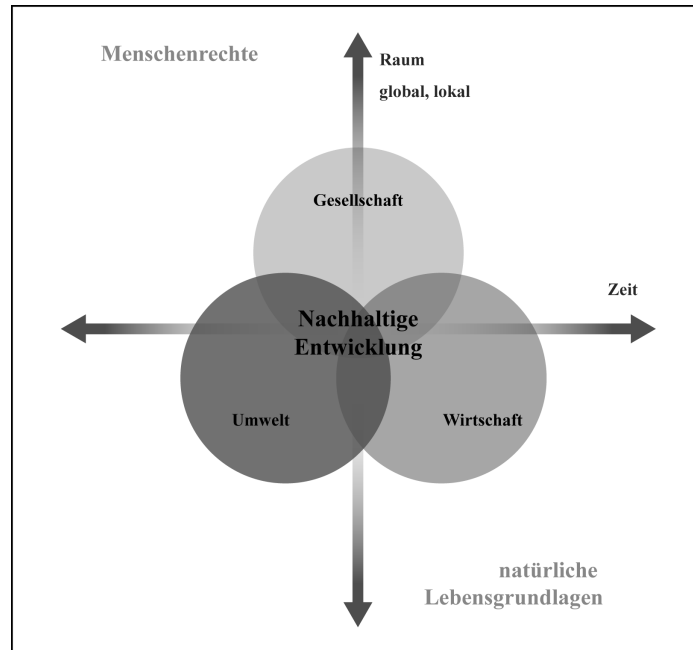 Menschenrechte
Raum
global, lokal
Gesellschaft
Zeit
Nachhaltige
Entwicklung
Umwelt
Wirtschaft
natürliche
Lebensgrundlagen